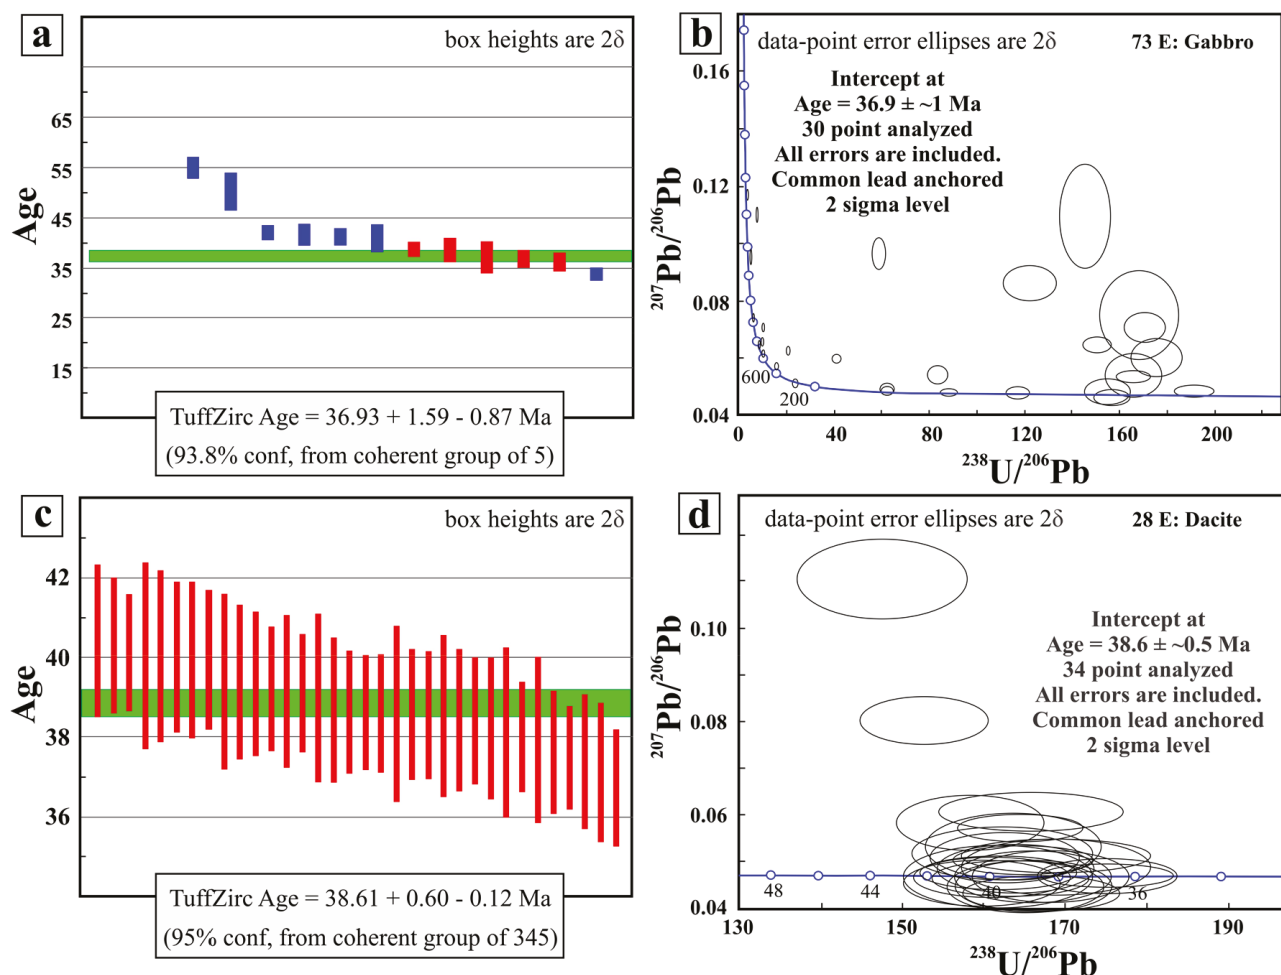 a
box heights are 2δ
Age
65
55
45
35
25
15
TuffZirc Age = 36.93 + 1.59 - 0.87 Ma
(93.8% conf, from coherent group of 5)
b
data-point error ellipses are 2δ
73 E: Gabbro
Intercept at
Age = 36.9 ± ~1 Ma
30 point analyzed
All errors are included.
Common lead anchored
2 sigma level
207Pb/206Pb
0.16
0.12
0.08
0.04
600
200
0 40 80 120 160 200
238U/206Pb
c
box heights are 2δ
Age
42
40
38
36
TuffZirc Age = 38.61 + 0.60 - 0.12 Ma
(95% conf, from coherent group of 345)
d
data-point error ellipses are 2δ
28 E: Dacite
Intercept at
Age = 38.6 ± ~0.5 Ma
34 point analyzed
All errors are included.
Common lead anchored
2 sigma level
207Pb/206Pb
0.10
0.08
0.06
0.04
48 44 40 36
130 150 170 190
238U/206Pb